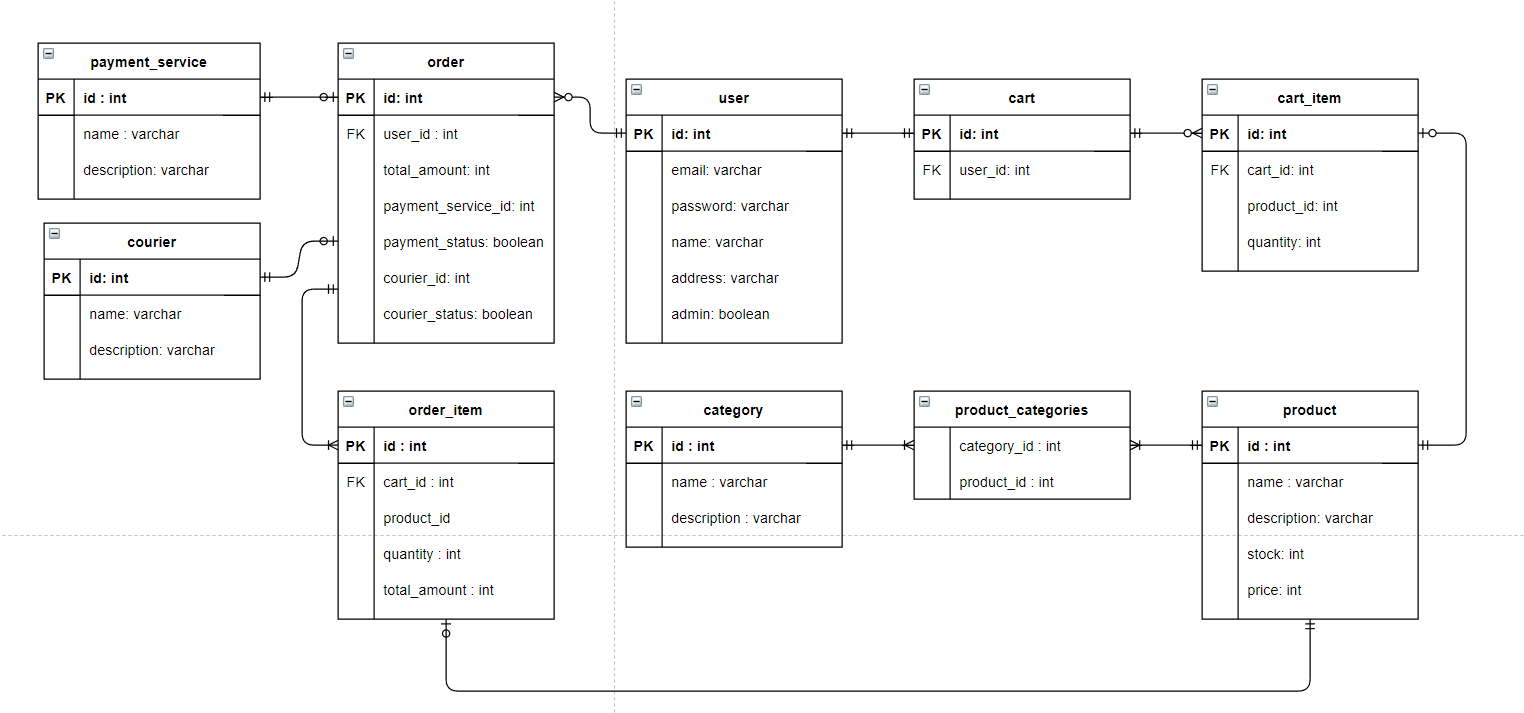 payment_service
PK id : int
name : varchar
description: varchar
courier
PK id: int
name: varchar
description: varchar
order
PK id: int
FK user_id : int
total_amount: int
payment_service_id: int
payment_status: boolean
courier_id: int
courier_status: boolean
order_item
PK id : int
FK cart_id : int
product_id
quantity : int
total_amount : int
user
PK id: int
email: varchar
password: varchar
name: varchar
address: varchar
admin: boolean
category
PK id : int
name : varchar
description : varchar
cart
PK id: int
FK user_id: int
product_categories
category_id : int
product_id : int
cart_item
PK id: int
FK cart_id: int
product_id: int
quantity: int
product
PK id : int
name : varchar
description: varchar
stock: int
price: int